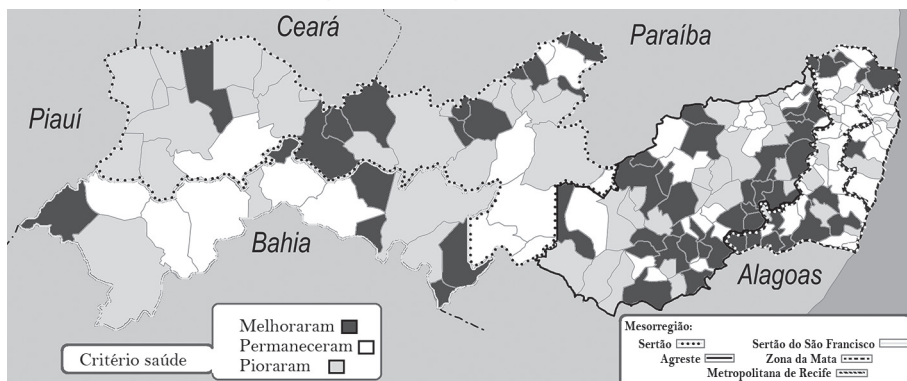 Ceará
Paraíba
Piauí
Bahia
Alagoas
Critério saúde
Melhoraram
Permaneceram
Pioraram
Mesorregião:
Sertão
Sertão do São Francisco
Agreste
Zona da Mata
Metropolitana de Recife